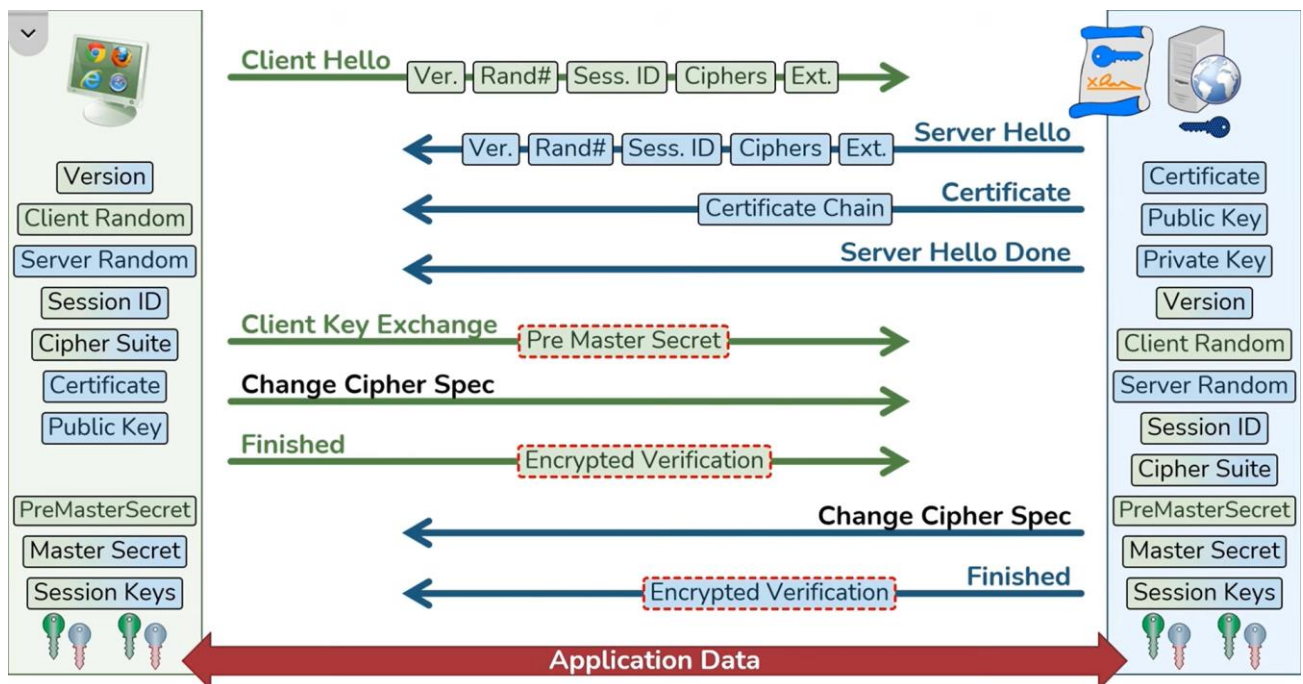 Client Hello
Ver. Rand# Sess. ID Ciphers Ext.
Server Hello
Ver. Rand# Sess. ID Ciphers Ext.
Certificate
Certificate Chain
Server Hello Done
Client Key Exchange
Pre Master Secret
Change Cipher Spec
Finished
Encrypted Verification
Change Cipher Spec
Finished
Encrypted Verification
Application Data
Version
Client Random
Server Random
Session ID
Cipher Suite
Certificate
Public Key
PreMasterSecret
Master Secret
Session Keys
Certificate
Public Key
Private Key
Version
Client Random
Server Random
Session ID
Cipher Suite
PreMasterSecret
Master Secret
Session Keys